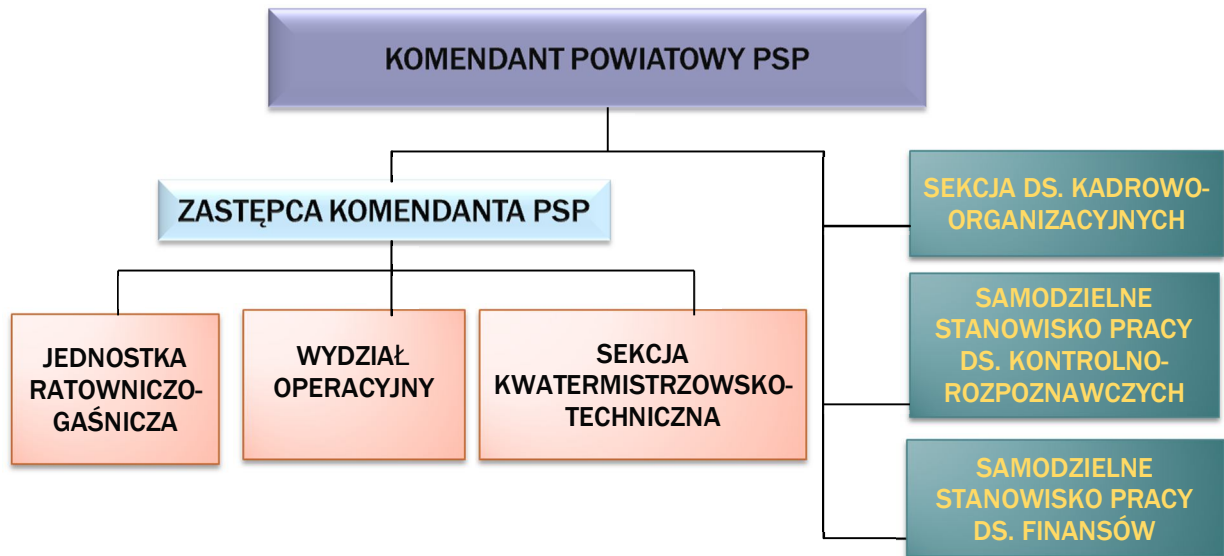 KOMENDANT POWIATOWY PSP
ZASTĘPCA KOMENDANTA PSP
JEDNOSTKA
RATOWNICZO-
GAŚNICZA
WYDZIAŁ
OPERACYJNY
SEKCJA
KWATERMISTRZOWSKO-
TECHNICZNA
SEKCJA DS. KADROWO-
ORGANIZACYJNYCH
SAMODZIELNE
STANOWISKO PRACY
DS. KONTROLNO-
ROZPOZNAWCZYCH
SAMODZIELNE
STANOWISKO PRACY
DS. FINANSÓW